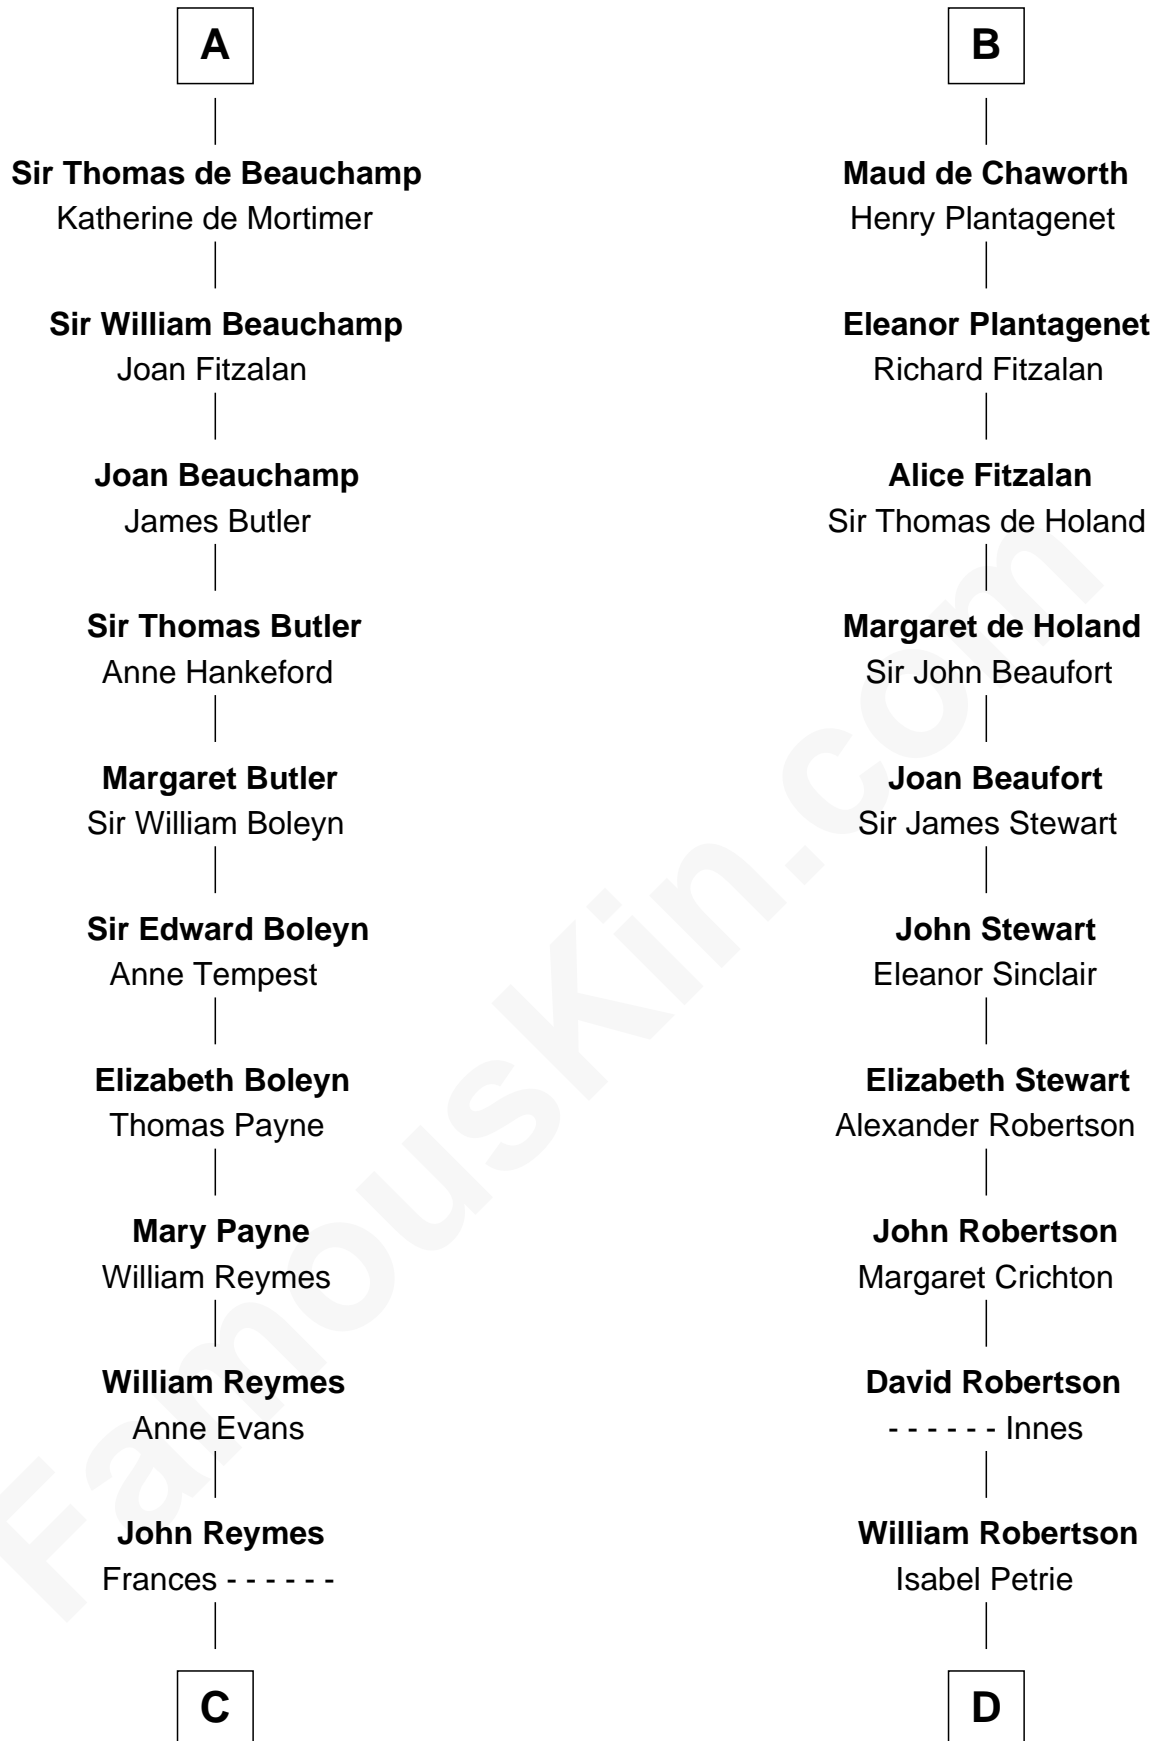 A
Sir Thomas de Beauchamp
Katherine de Mortimer
Sir William Beauchamp
Joan Fitzalan
Joan Beauchamp
James Butler
Sir Thomas Butler
Anne Hankeford
Margaret Butler
Sir William Boleyn
Sir Edward Boleyn
Anne Tempest
Elizabeth Boleyn
Thomas Payne
Mary Payne
William Reymes
William Reymes
Anne Evans
John Reymes
Frances - - - - - -
C
B
Maud de Chaworth
Henry Plantagenet
Eleanor Plantagenet
Richard Fitzalan
Alice Fitzalan
Sir Thomas de Holand
Margaret de Holand
Sir John Beaufort
Joan Beaufort
Sir James Stewart
John Stewart
Eleanor Sinclair
Elizabeth Stewart
Alexander Robertson
John Robertson
Margaret Crichton
David Robertson
- - - - - - Innes
William Robertson
Isabel Petrie
D
FamousKin.com